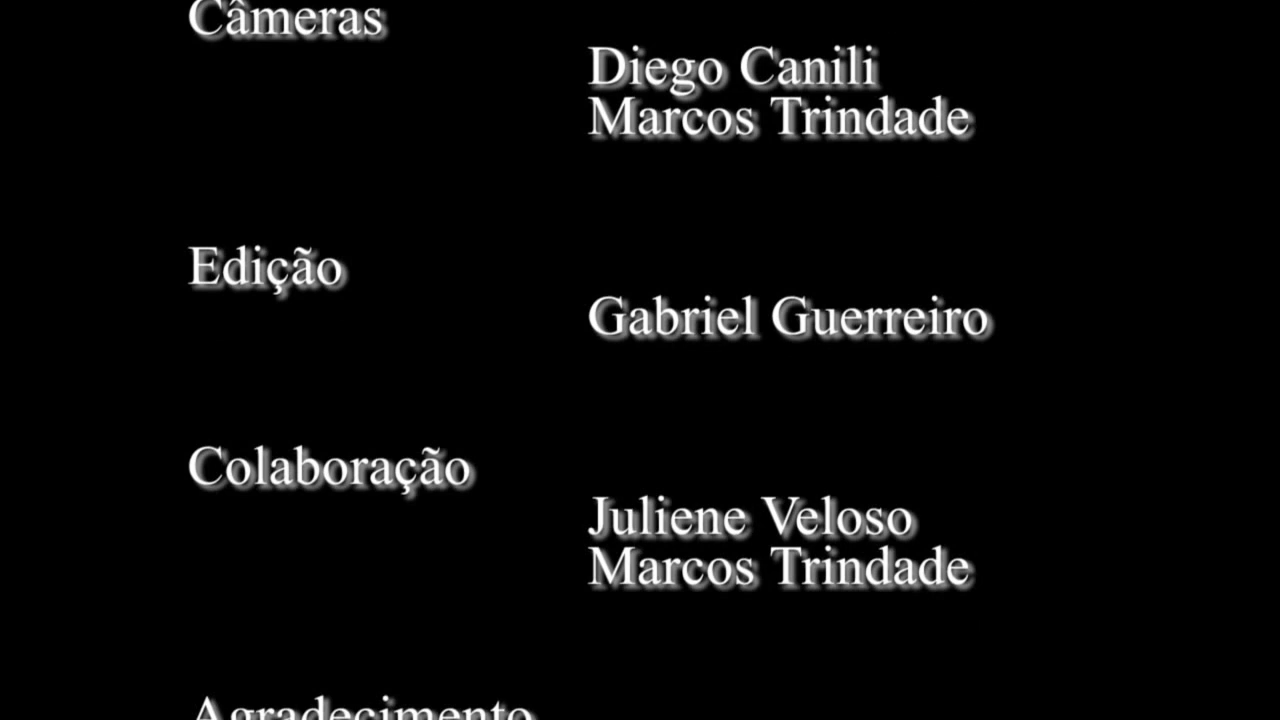 Câmeras
Diego Canili
Marcos Trindade
Edição
Gabriel Guerreiro
Colaboração
Juliene Veloso
Marcos Trindade
Agradecimento